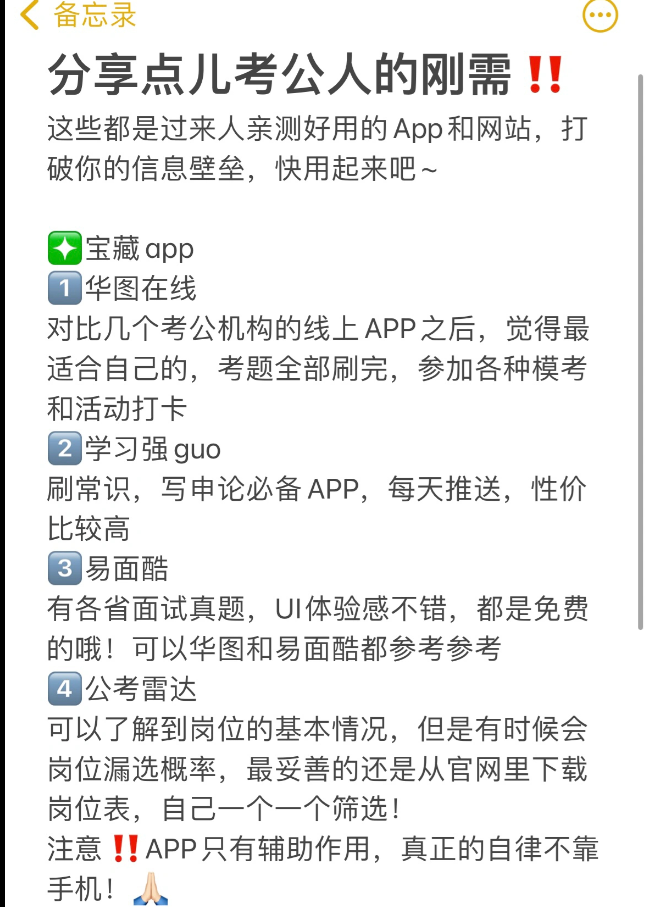 备忘录
分享点儿考公人的刚需‼️
这些都是过来人亲测好用的App和网站，打
破你的信息壁垒，快用起来吧~
❇️宝藏app
1️⃣华图在线
对比几个考公机构的线上APP之后，觉得最
适合自己的，考题全部刷完，参加各种模考
和活动打卡
2️⃣学习强guo
刷常识，写申论必备APP，每天推送，性价
比较高
3️⃣易面酷
有各省面试真题，UI体验感不错，都是免费
的哦！可以华图和易面酷都参考参考
4️⃣公考雷达
可以了解到岗位的基本情况，但是有时候会
岗位漏选概率，最妥善的还是从官网里下载
岗位表，自己一个一个筛选！
注意‼️APP只有辅助作用，真正的自律不靠
手机！🙏🏻